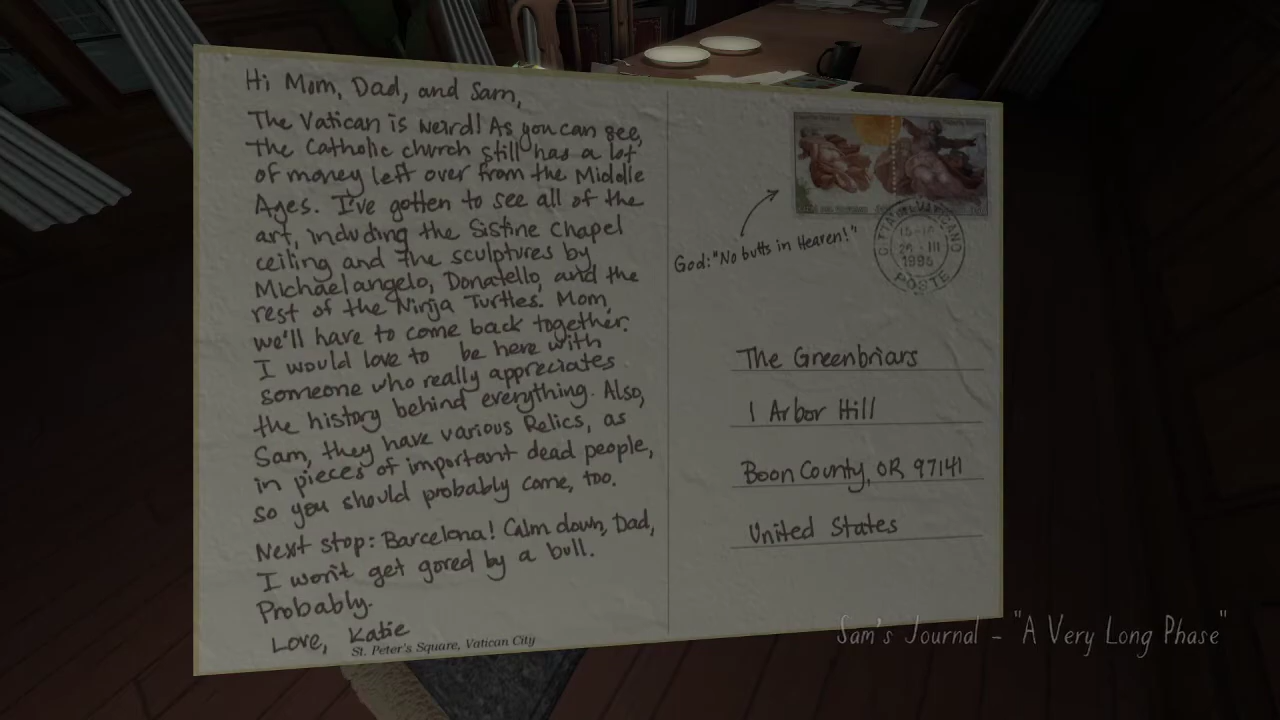 Hi Mom, Dad, and Sam,
The Vatican is weird! As you can see,
the Catholic church still has a lot
of money left over from the Middle
Ages. I've gotten to see all of the
art, including the Sistine Chapel
ceiling and the sculptures by
Michaelangelo, Donatello, and the
rest of the Ninja Turtles. Mom,
we'll have to come back together.
I would love to be here with
someone who really appreciates
the history behind everything. Also,
Sam, they have various Relics, as
in pieces of important dead people,
so you should probably come, too.
Next stop: Barcelona! Calm down, Dad,
I won't get gored by a bull.
Probably.
Love, Katie
St. Peter's Square, Vatican City
God: "No butts in Heaven!"
POSTE
The Greenbriars
1 Arbor Hill
Boon County, OR 97141
United States
Sam's Journal - "A Very Long Phase"